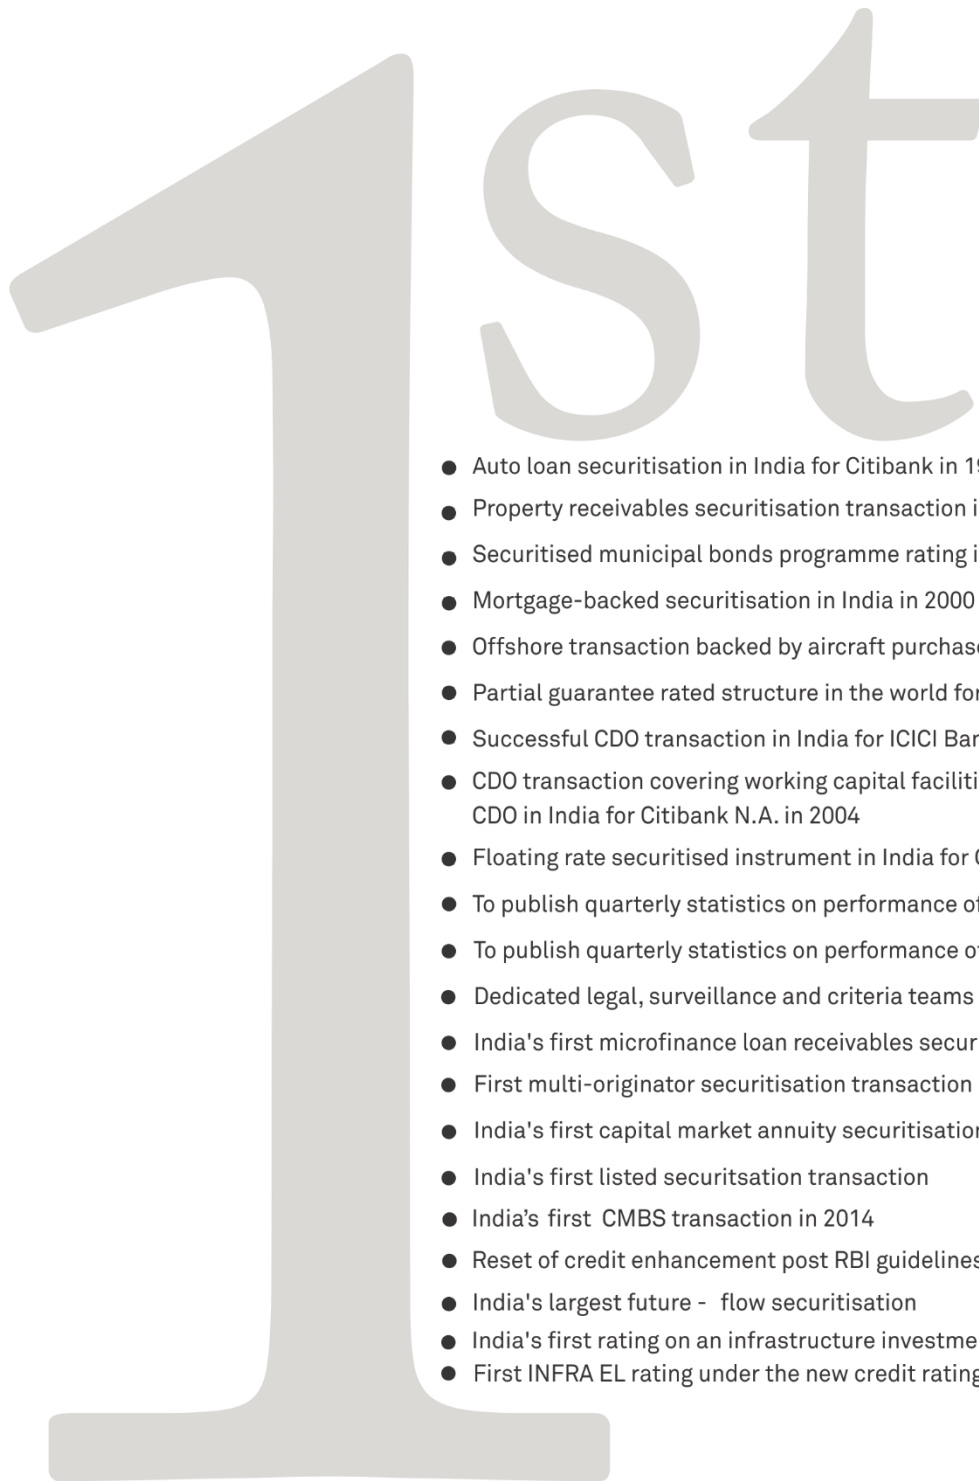 1st
• Auto loan securitisation in India for Citibank in
• Property receivables securitisation transaction
• Securitised municipal bonds programme rating
• Mortgage-backed securitisation in India in 2000
• Offshore transaction backed by aircraft
• Partial guarantee rated structure in the world
• Successful CDO transaction in India for ICICI
• CDO transaction covering working capital
CDO in India for Citibank N.A. in 2004
• Floating rate securitised instrument in India for
• To publish quarterly statistics on performance
• To publish quarterly statistics on performance
• Dedicated legal, surveillance and criteria teams
• India's first microfinance loan receivables
• First multi-originator securitisation transaction
• India's first capital market annuity
• India's first listed securitsation transaction
• India’s first CMBS transaction in 2014
• Reset of credit enhancement post RBI guidelines
• India's largest future - flow securitisation
• India's first rating on an infrastructure
• First INFRA EL rating under the new credit rating